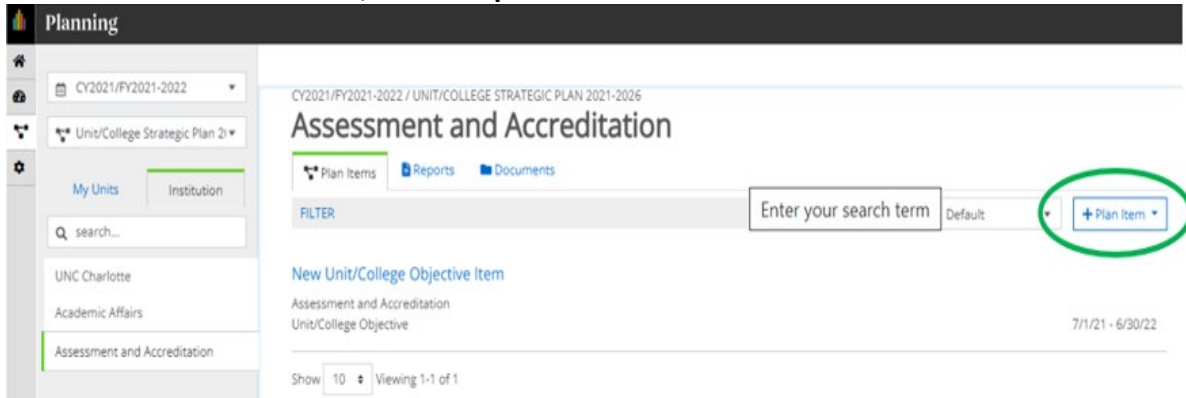 Planning
CY2021/FY2021-2022
Unit/College Strategic Plan 2
My Units Institution
search...
UNC Charlotte
Academic Affairs
Assessment and Accreditation
CY2021/FY2021-2022 / UNIT/COLLEGE STRATEGIC PLAN 2021-2026
Assessment and Accreditation
Plan Items Reports Documents
FILTER Enter your search term Default + Plan Item
New Unit/College Objective Item
Assessment and Accreditation
Unit/College Objective 7/1/21 - 6/30/22
Show 10 Viewing 1-1 of 1